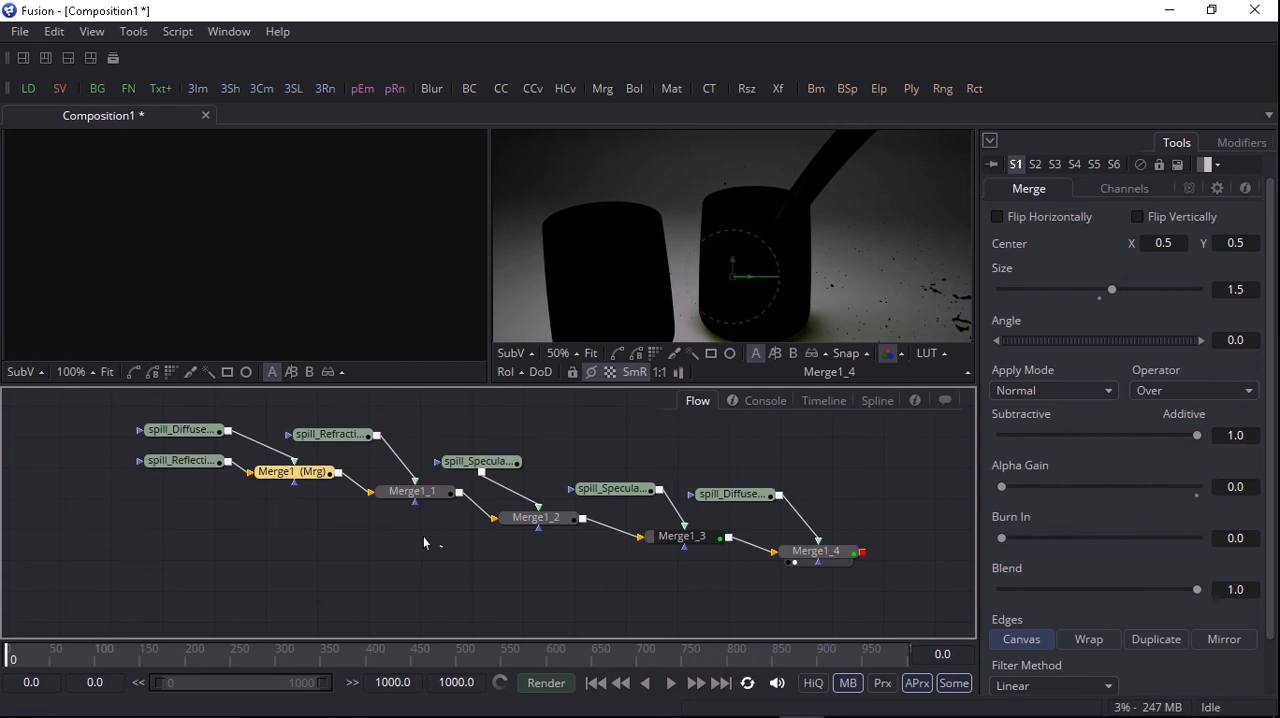 Fusion - [Composition1 *]
File Edit View Tools Script Window Help
LD SV BG FN Txt+ 3Im 3Sh 3Cm 3SL 3Rn pEm pRn Blur BC CC CCv HCv Mrg Bol Mat CT Rsz Xf Bm BSp Elp Ply Rng Rct
Composition1 *
Tools Modifiers
S1 S2 S3 S4 S5 S6
Merge Channels
Flip Horizontally Flip Vertically
Center X 0.5 Y 0.5
Size
1.5
Angle
0.0
Apply Mode Operator
Normal Over
Subtractive Additive
1.0
Alpha Gain
0.0
Burn In
0.0
Blend
1.0
Edges
Canvas Wrap Duplicate Mirror
Filter Method
Linear
SubV 100% Fit A A|B B
SubV 50% Fit A A|B B Snap LUT
RoI DoD SmR 1:1 Merge1_4
Flow Console Timeline Spline
spill_Diffuse...
spill_Refracti...
spill_Reflecti...
Merge1 (Mrg)
spill_Specula...
Merge1_1
spill_Specula...
spill_Diffuse...
Merge1_2
Merge1_3
Merge1_4
50 100 150 200 250 300 350 400 450 500 550 600 650 700 750 800 850 900 950
0 0.0
0.0 0.0 << 0 1000 >> 1000.0 1000.0 Render HiQ MB Prx APrx Some
3% - 247 MB Idle